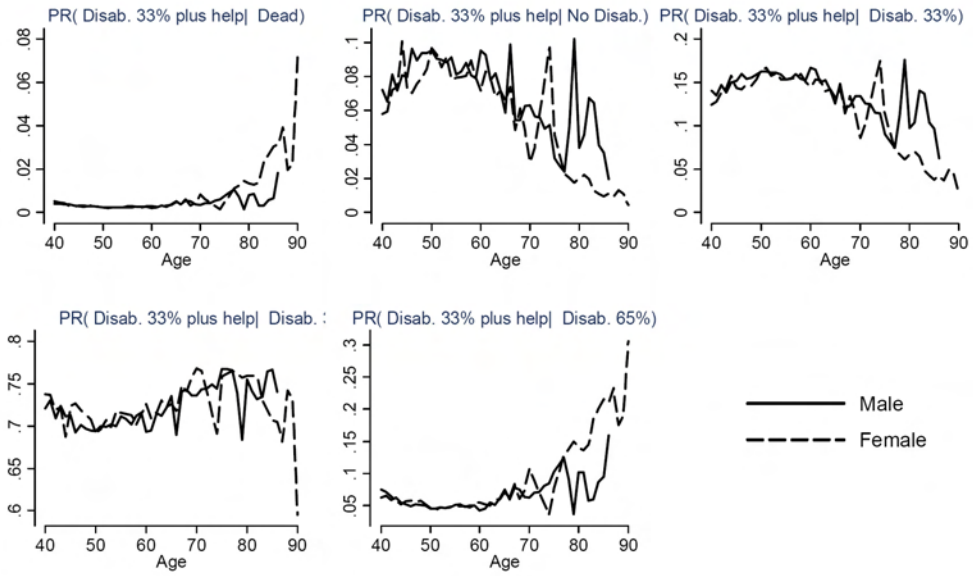 PR( Disab. 33% plus help| Dead)
.08
.06
.04
.02
0
40 50 60 70 80 90
Age
PR( Disab. 33% plus help| No Disab.)
.1
.08
.06
.04
.02
0
40 50 60 70 80 90
Age
PR( Disab. 33% plus help| Disab. 33%)
.2
.15
.1
.05
0
40 50 60 70 80 90
Age
PR( Disab. 33% plus help| Disab. :
.8
.75
.7
.65
.6
40 50 60 70 80 90
Age
PR( Disab. 33% plus help| Disab. 65%)
.3
.25
.2
.15
.1
.05
40 50 60 70 80 90
Age
Male
Female